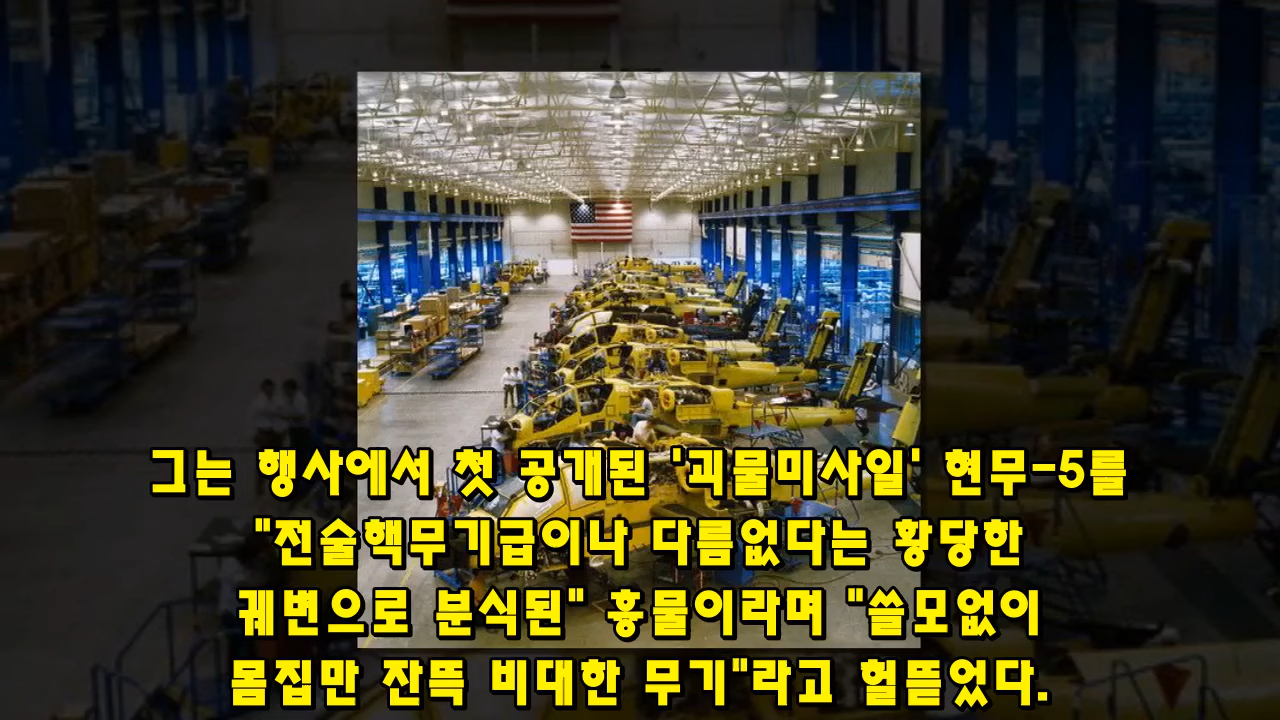 그는 행사에서 첫 공개된 '괴물미사일' 현무-5를
"전술핵무기급이나 다름없다는 황당한
궤변으로 분식된" 흉물이라며 "쓸모없이
몸집만 잔뜩 비대한 무기"라고 헐뜯었다.